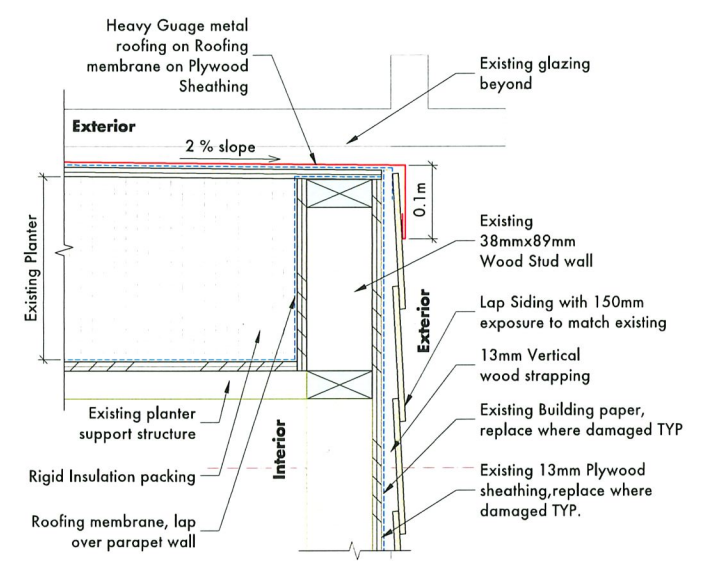 Heavy Guage metal
roofing on Roofing
membrane on Plywood
Sheathing
Existing glazing
beyond
Exterior
2 % slope
0.1m
Existing Planter
Existing
38mmx89mm
Wood Stud wall
Exterior
Lap Siding with 150mm
exposure to match existing
13mm Vertical
wood strapping
Existing planter
support structure
Existing Building paper,
replace where damaged TYP
Interior
Rigid Insulation packing
Existing 13mm Plywood
sheathing,replace where
damaged TYP.
Roofing membrane, lap
over parapet wall